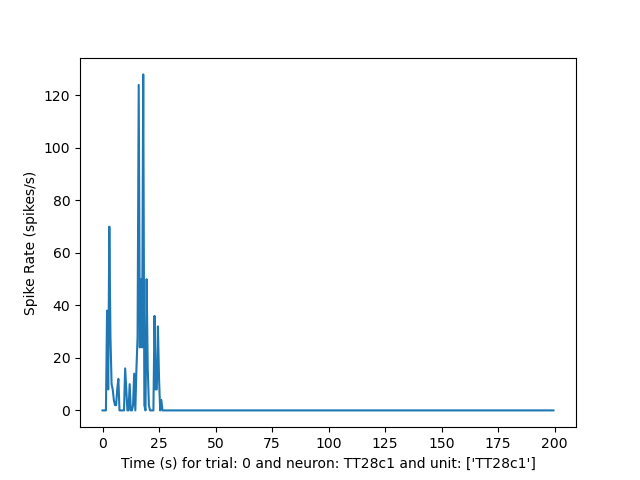 120
100
80
60
40
20
0
Spike Rate (spikes/s)
0 25 50 75 100 125 150 175 200
Time (s) for trial: 0 and neuron: TT28c1 and unit: ['TT28c1']